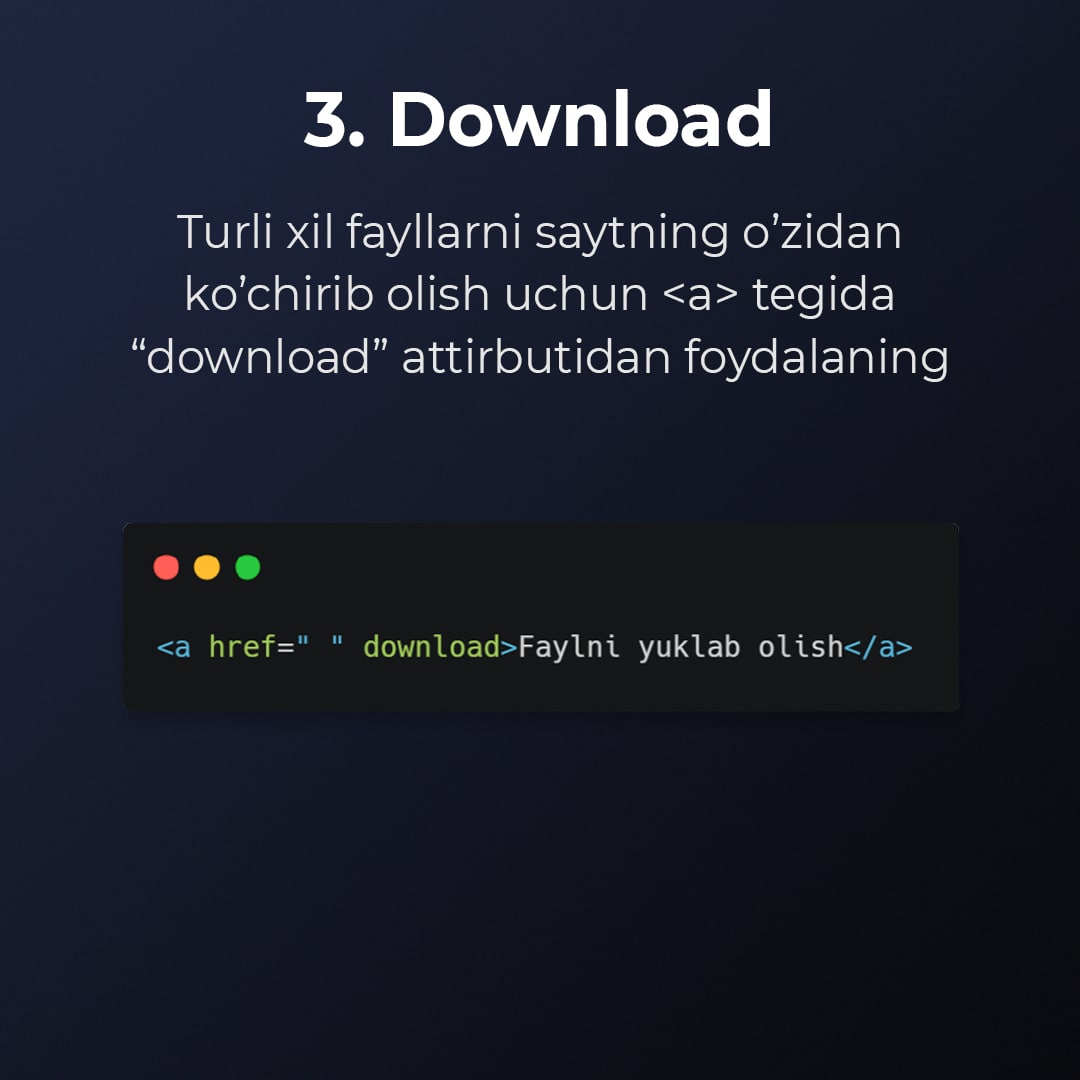 3. Download
Turli xil fayllarni saytning o’zidan
ko’chirib olish uchun <a> tegida
“download” attirbutidan foydalaning
<a href=" " download>Faylni yuklab olish</a>